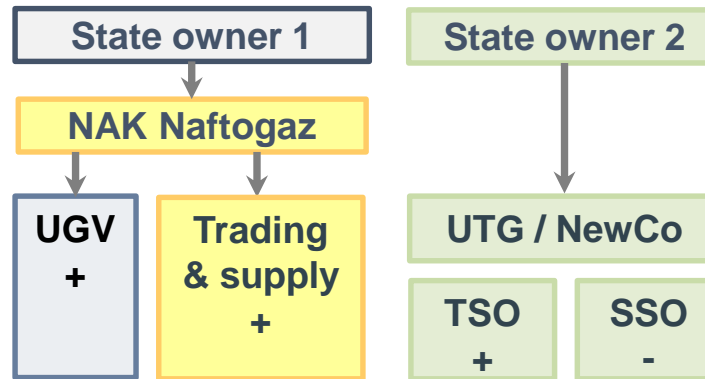 State owner 1
State owner 2
NAK Naftogaz
UGV
+
Trading
& supply
+
UTG / NewCo
TSO
+
SSO
-